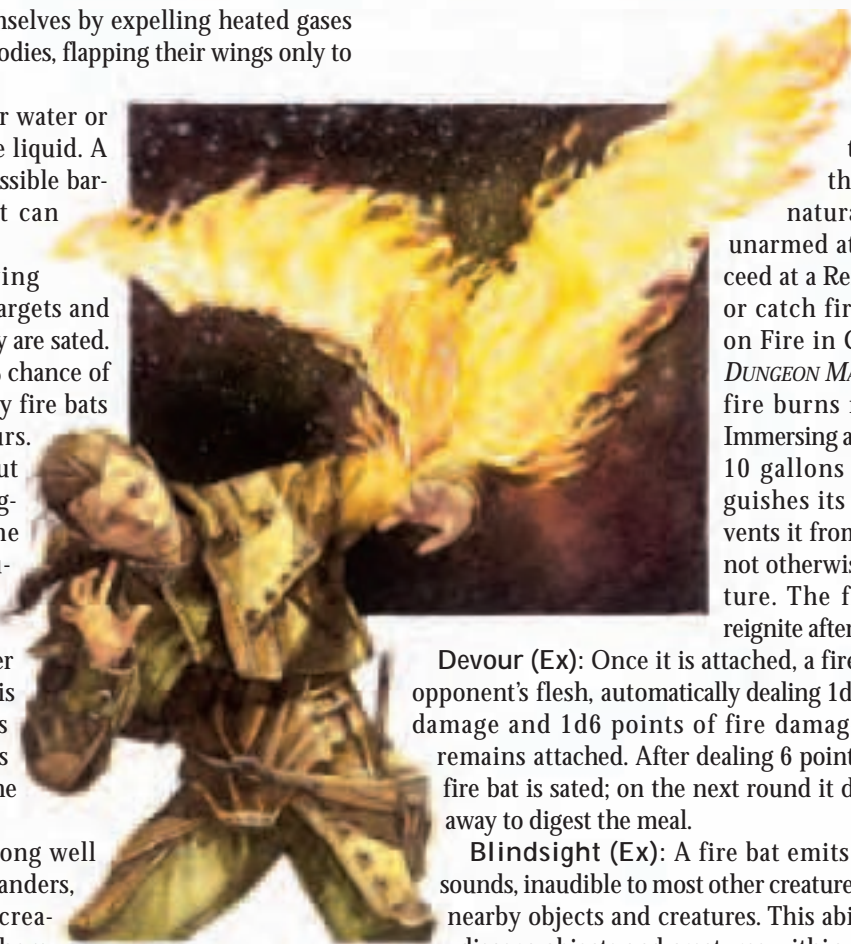 nselves by expelling heated gases
odies, flapping their wings only to
r water or
e liquid. A
ssible bar-
t can
ing
argets and
y are sated.
chance of
y fire bats
urs.
ut
g-
ne
er
is
s
s
ne
ong well
anders,
crea-
t
th
natura
unarmed at
ceed at a Re
or catch fir
on Fire in C
DUNGEON MA
fire burns
Immersing a
10 gallons
guishes its
vents it from
not otherwis
ture. The f
reignite after
Devour (Ex): Once it is attached, a fire
opponent's flesh, automatically dealing 1d
damage and 1d6 points of fire damag
remains attached. After dealing 6 point
fire bat is sated; on the next round it d
away to digest the meal.
Blindsight (Ex): A fire bat emits
sounds, inaudible to most other creature
nearby objects and creatures. This abi